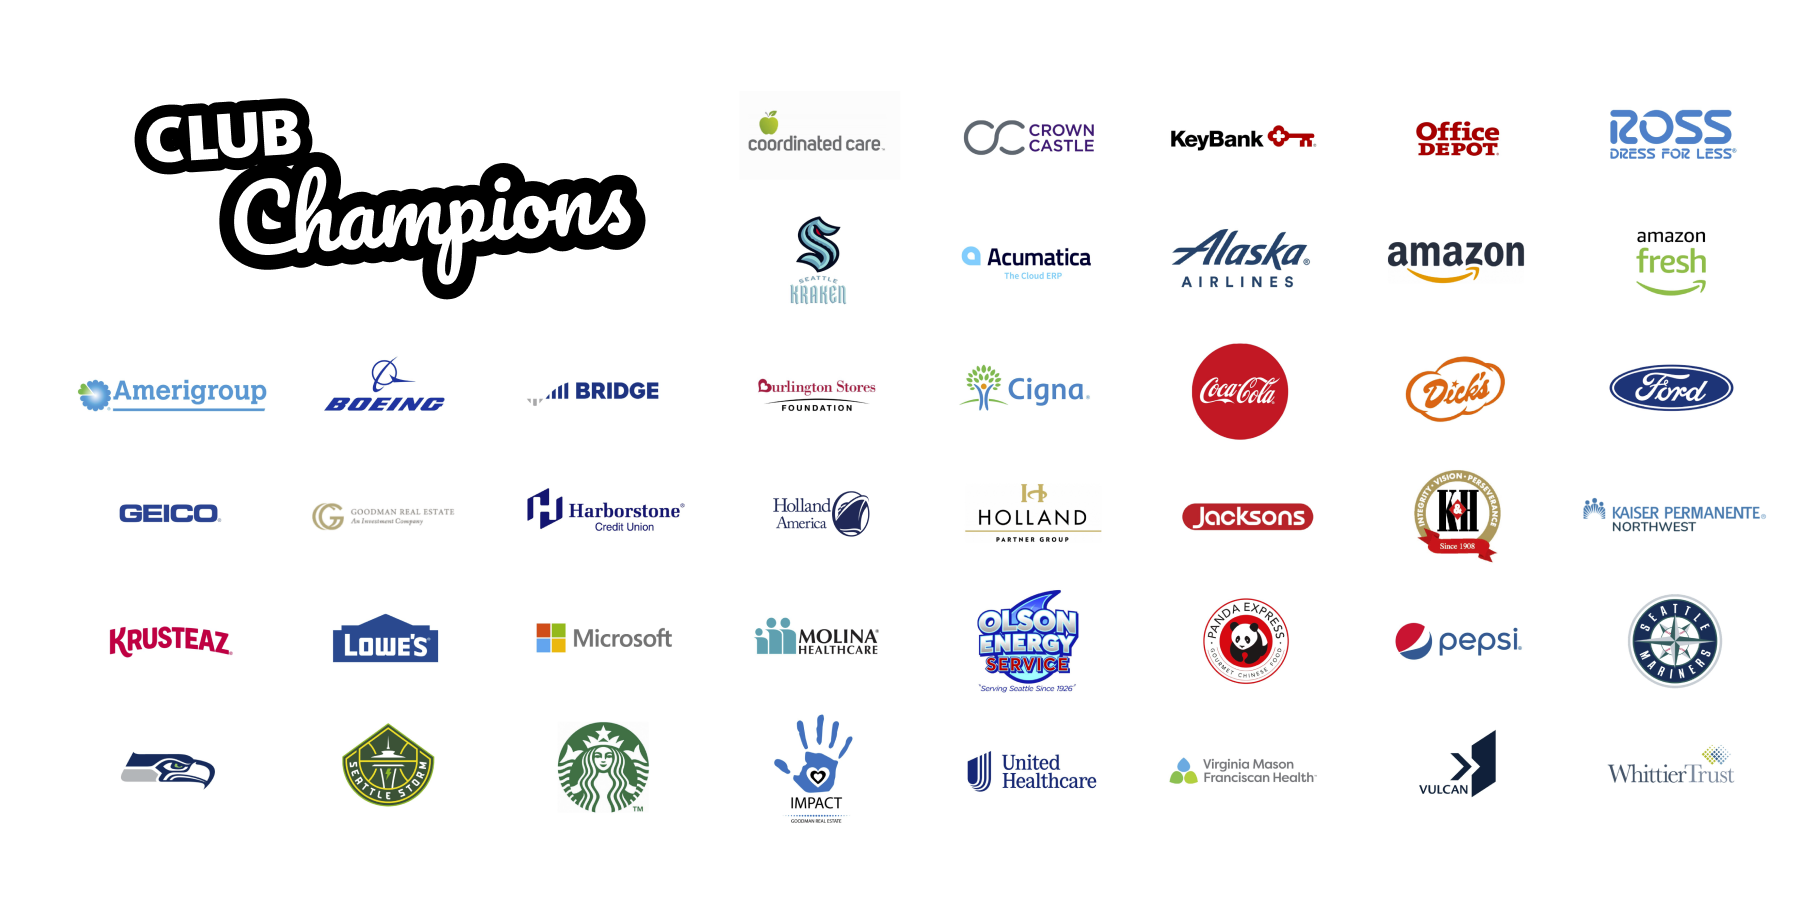 CLUB
Champions
coordinated care.
CROWN
CASTLE
KeyBank
Office
DEPOT.
ROSS
DRESS FOR LESS®
SEATTLE
KRAKEN
Acumatica
The Cloud ERP
Alaska®
AIRLINES
amazon
amazon
fresh
Amerigroup
BOEING
BRIDGE
Burlington Stores
FOUNDATION
Cigna®
Coca-Cola
Dick's
Ford
GEICO®
G GOODMAN REAL ESTATE
An Investment Company
Harborstone®
Credit Union
Holland
America
H
HOLLAND
PARTNER GROUP
Jacksons
INTEGRITY · VISION · PERSEVERANCE
K&H
Since 1908
KAISER PERMANENTE®
NORTHWEST
KRUSTEAZ®
LOWE'S
Microsoft
MOLINA®
HEALTHCARE
OLSON
ENERGY
SERVICE
"Serving Seattle Since 1926"
PANDA EXPRESS
GOURMET CHINESE FOOD
pepsi®
SEATTLE
MARINERS
SEATTLE STORM
TM
IMPACT
GOODMAN REAL ESTATE
United
Healthcare
Virginia Mason
Franciscan Health
VULCAN
WhittierTrust